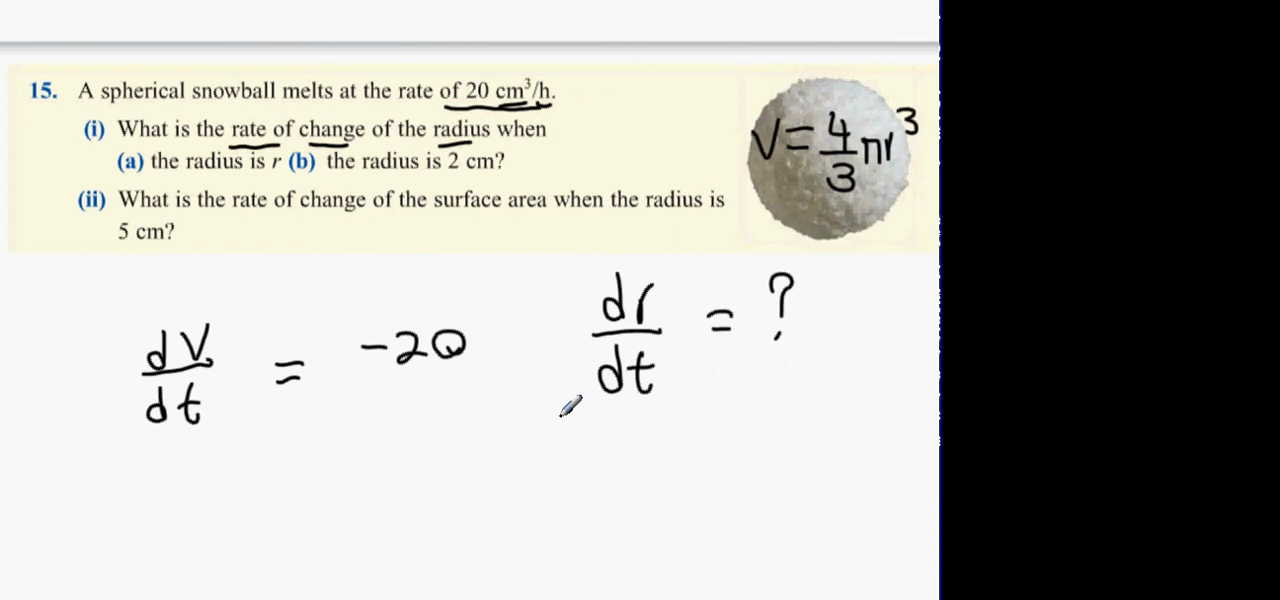 15. A spherical snowball melts at the rate of 20 cm³/h.
(i) What is the rate of change of the radius when
(a) the radius is r (b) the radius is 2 cm?
(ii) What is the rate of change of the surface area when the radius is
5 cm?
V = 4/3 πr³
dV/dt = -20
dr/dt = ?